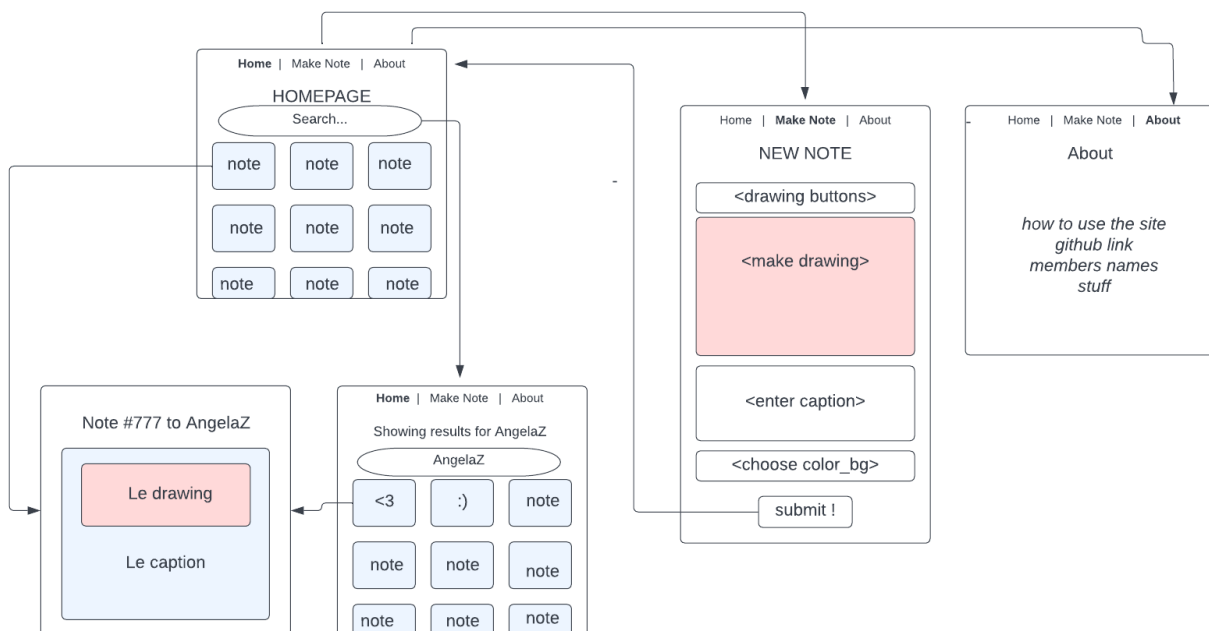 Home | Make Note | About
HOMEPAGE
Search...
note note note
note note note
note note note
Home | Make Note | About
NEW NOTE
<drawing buttons>
<make drawing>
<enter caption>
<choose color_bg>
submit !
- Home | Make Note | About
About
how to use the site
github link
members names
stuff
-
Note #777 to AngelaZ
Le drawing
Le caption
Home | Make Note | About
Showing results for AngelaZ
AngelaZ
<3 :) note
note note note
note note note